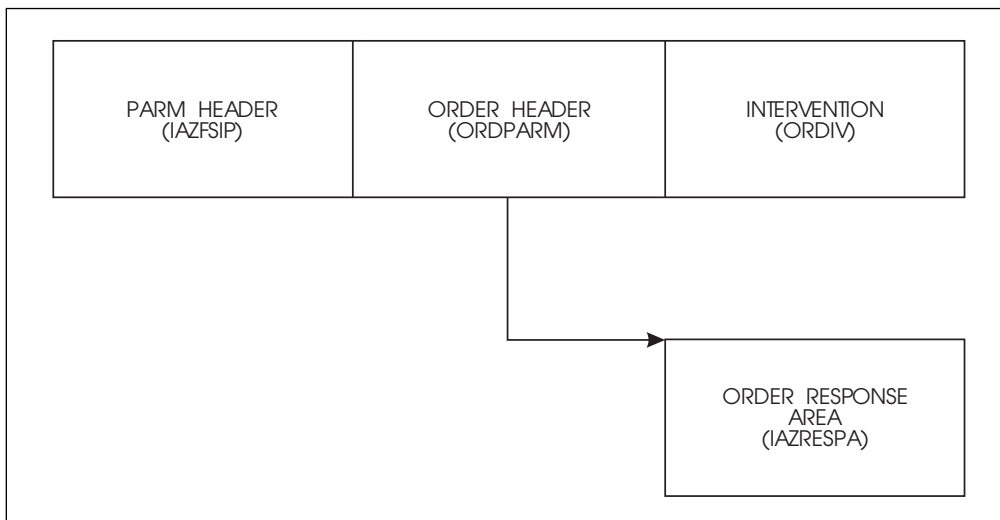 PARM HEADER
(IAZFSIP)
ORDER HEADER
(ORDPARM)
INTERVENTION
(ORDIV)
ORDER RESPONSE
AREA
(IAZRESPA)